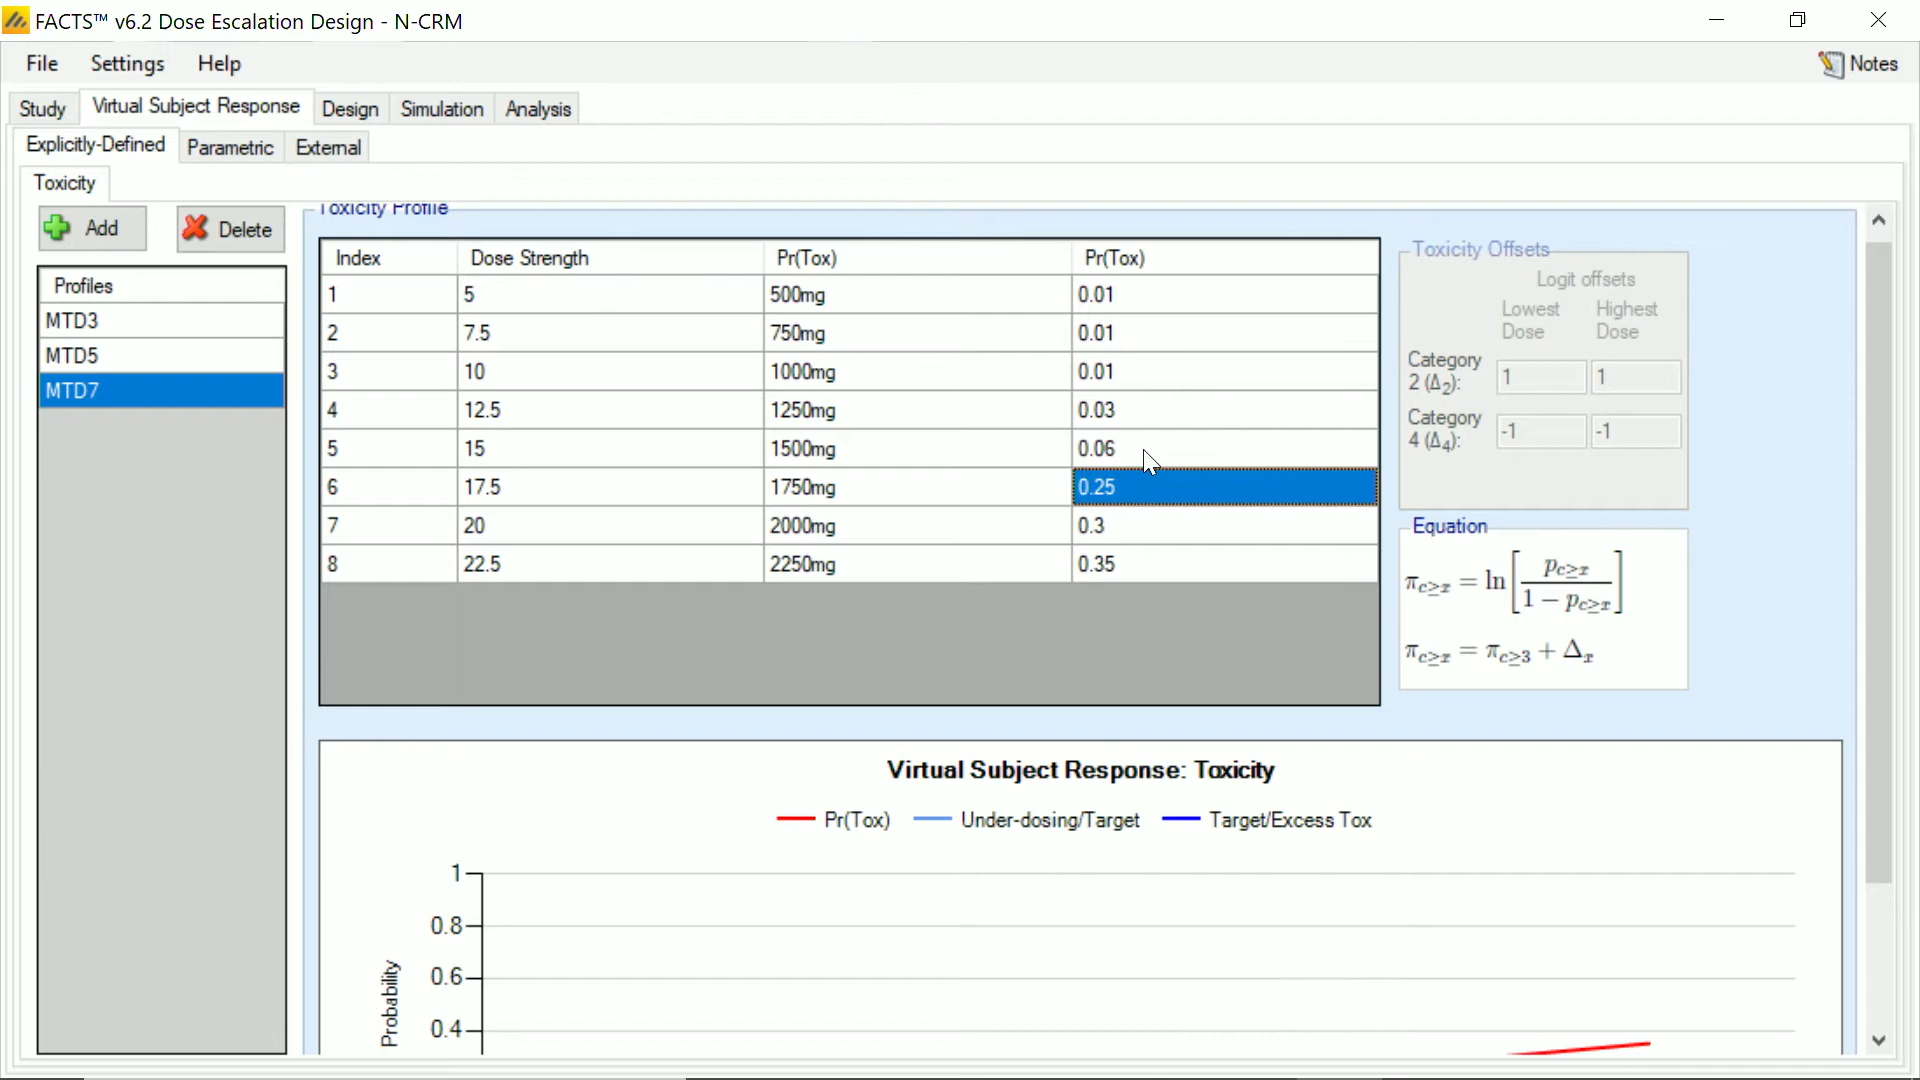 FACTS™ v6.2 Dose Escalation Design - N-CRM
File Settings Help Notes
Study Virtual Subject Response Design Simulation Analysis
Explicitly-Defined Parametric External
Toxicity
Add Delete
Profiles
MTD3
MTD5
MTD7
Toxicity Profile
Index Dose Strength Pr(Tox) Pr(Tox)
1 5 500mg 0.01
2 7.5 750mg 0.01
3 10 1000mg 0.01
4 12.5 1250mg 0.03
5 15 1500mg 0.06
6 17.5 1750mg 0.25
7 20 2000mg 0.3
8 22.5 2250mg 0.35
Toxicity Offsets
Logit offsets
Lowest Dose Highest Dose
Category 2 (Δ₂): 1 1
Category 4 (Δ₄): -1 -1
Equation
π_{c≥x} = ln[p_{c≥x} / 1 − p_{c≥x}]
π_{c≥x} = π_{c≥3} + Δ_x
Virtual Subject Response: Toxicity
Pr(Tox) Under-dosing/Target Target/Excess Tox
1
0.8
0.6
0.4
Probability